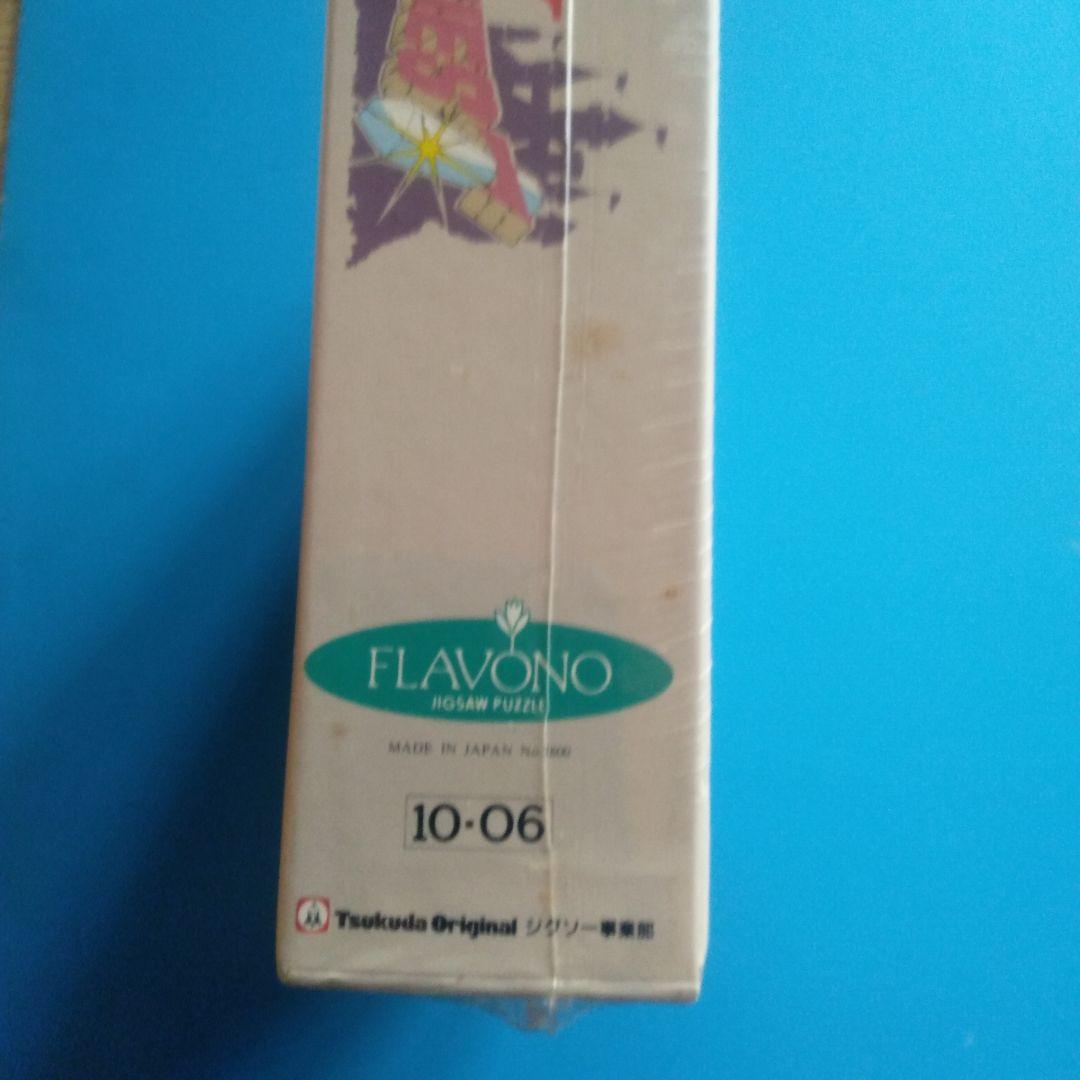 FLAVONO
JIGSAW PUZZLE
MADE IN JAPAN
10·06
Tsukuda Original ジグソー事業部